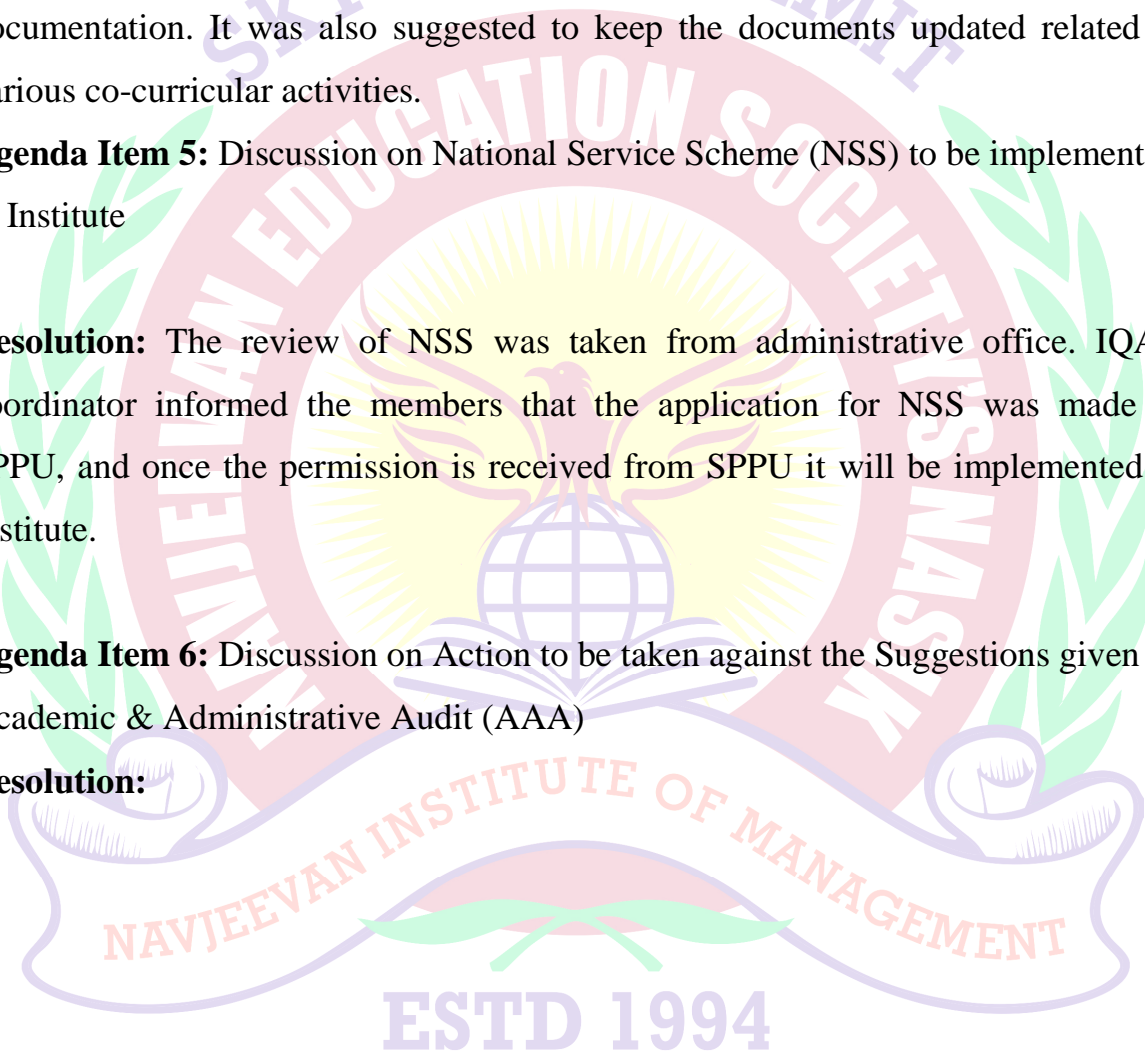 ocumentation. It was also suggested to keep the documents updated related
arious co-curricular activities.
genda Item 5: Discussion on National Service Scheme (NSS) to be implement
Institute
esolution: The review of NSS was taken from administrative office. IQA
oordinator informed the members that the application for NSS was made
PPU, and once the permission is received from SPPU it will be implemented
stitute.
genda Item 6: Discussion on Action to be taken against the Suggestions given
cademic & Administrative Audit (AAA)
esolution:
NAVJEEVAN EDUCATION SOCIETY'S NASIK
NAVJEEVAN INSTITUTE OF MANAGEMENT
ESTD 1994